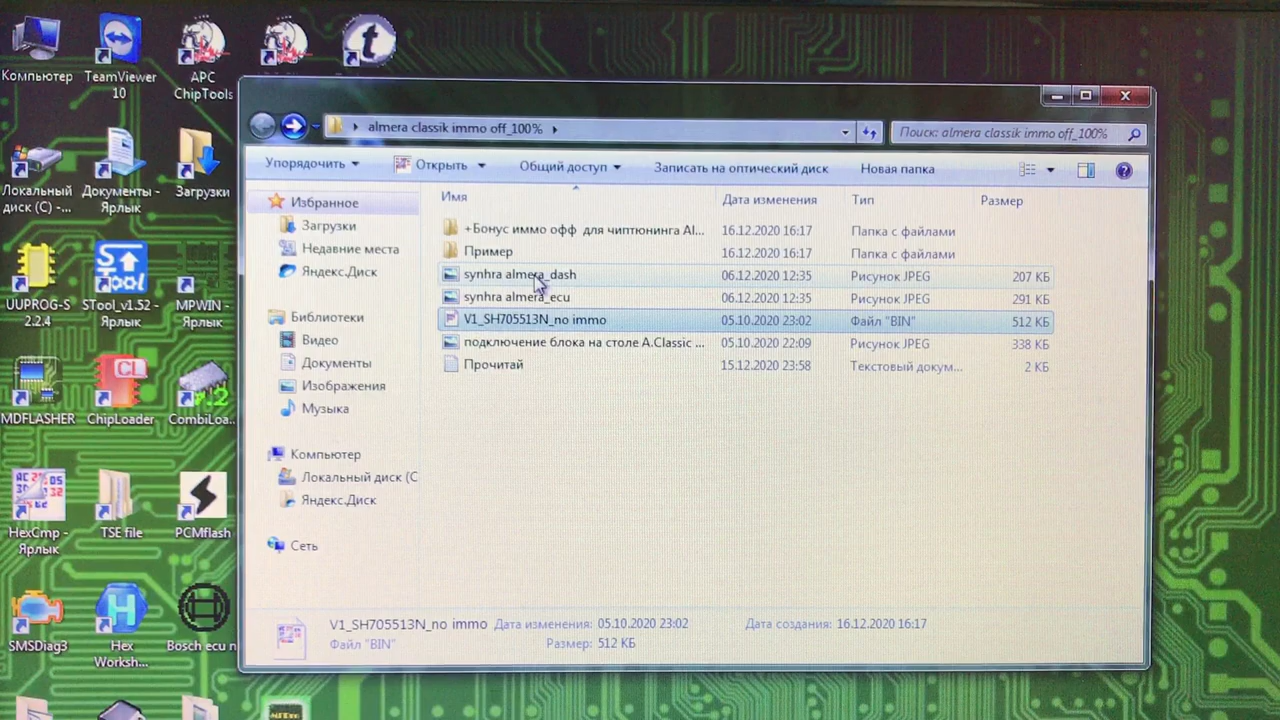 Компьютер
TeamViewer 10
APC ChipTools
Локальный диск (C) -...
Документы - Ярлык
Загрузки
UUPROG-S 2.2.4
STool_v1.52 - Ярлык
MPWIN - Ярлык
MDFLASHER
ChipLoader
CombiLoa...
HexCmp - Ярлык
TSE file
PCMflash
SMSDiag3
Hex Worksh...
Bosch ecu n
almera classik immo off_100%
Поиск: almera classik immo off_100%
Упорядочить
Открыть
Общий доступ
Записать на оптический диск
Новая папка
Избранное
Загрузки
Недавние места
Яндекс.Диск
Библиотеки
Видео
Документы
Изображения
Музыка
Компьютер
Локальный диск (C
Яндекс.Диск
Сеть
Имя Дата изменения Тип Размер
+Бонус иммо офф для чиптюнинга Al... 16.12.2020 16:17 Папка с файлами
Пример 16.12.2020 16:17 Папка с файлами
synhra almera_dash 06.12.2020 12:35 Рисунок JPEG 207 КБ
synhra almera_ecu 06.12.2020 12:35 Рисунок JPEG 291 КБ
V1_SH705513N_no immo 05.10.2020 23:02 Файл "BIN" 512 КБ
подключение блока на столе A.Classic ... 05.10.2020 22:09 Рисунок JPEG 338 КБ
Прочитай 15.12.2020 23:58 Текстовый докум... 2 КБ
V1_SH705513N_no immo Дата изменения: 05.10.2020 23:02 Дата создания: 16.12.2020 16:17
Файл "BIN" Размер: 512 КБ